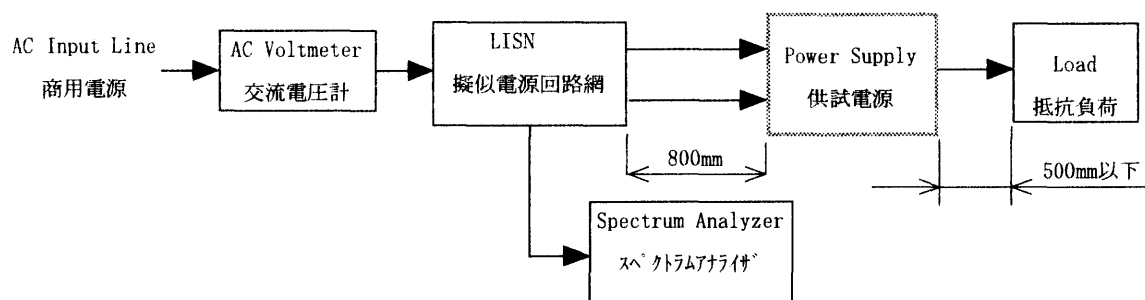 AC Input Line
商用電源
AC Voltmeter
交流電圧計
LISN
擬似電源回路網
Power Supply
供試電源
Load
抵抗負荷
800mm
500mm以下
Spectrum Analyzer
ｽﾍﾟｸﾄﾗﾑｱﾅﾗｲｻﾞ